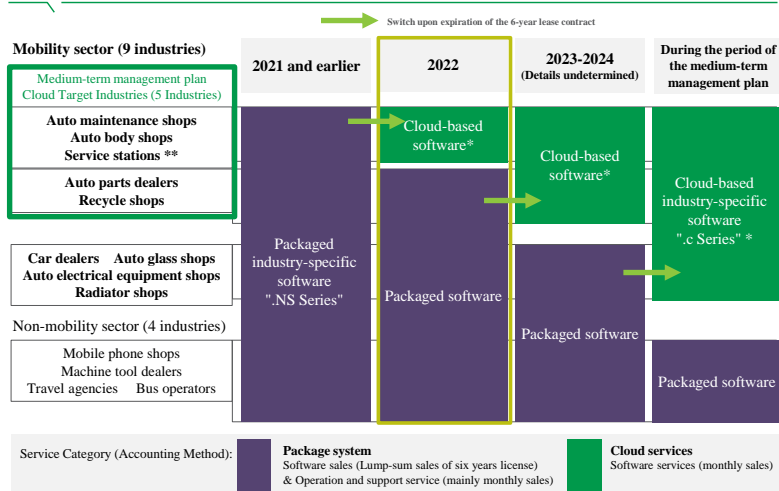 Switch upon expiration of the 6-year lease contract
Mobility sector (9 industries)
2021 and earlier
2022
2023-2024
(Details undetermined)
During the period of
the medium-term
management plan
Medium-term management plan
Cloud Target Industries (5 Industries)
Auto maintenance shops
Auto body shops
Service stations **
Auto parts dealers
Recycle shops
Car dealers Auto glass shops
Auto electrical equipment shops
Radiator shops
Non-mobility sector (4 industries)
Mobile phone shops
Machine tool dealers
Travel agencies Bus operators
Packaged
industry-specific
software
".NS Series"
Cloud-based
software*
Packaged software
Cloud-based
software*
Packaged software
Cloud-based
industry-specific
software
".c Series" *
Packaged software
Service Category (Accounting Method):
Package system
Software sales (Lump-sum sales of six years license)
& Operation and support service (mainly monthly sales)
Cloud services
Software services (monthly sales)